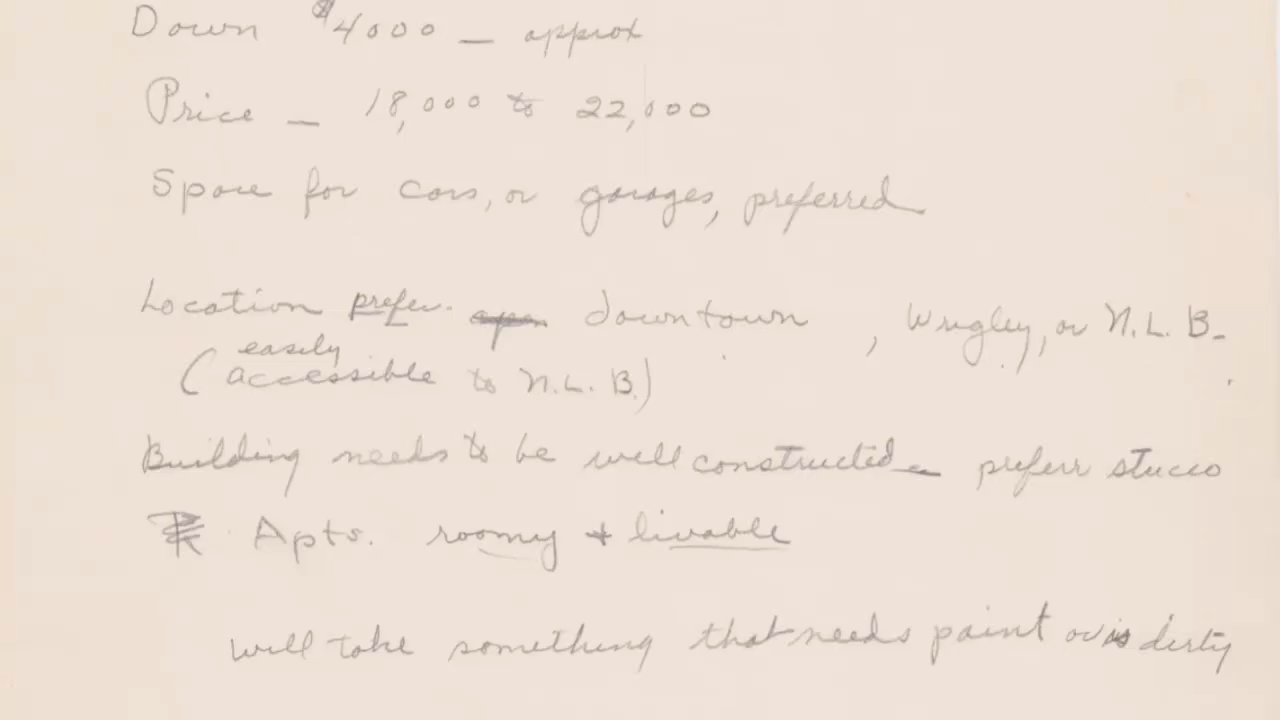 Down $4000 — approx
Price — 18,000 to 22,000
Space for cars, or garages, preferred
Location prefer. downtown , Wrigley, or N.L.B.
(easily accessible to N.L.B.)
Building needs to be well constructed — preferr stucco
Apts. roomy + livable
will take something that needs paint or is dirty